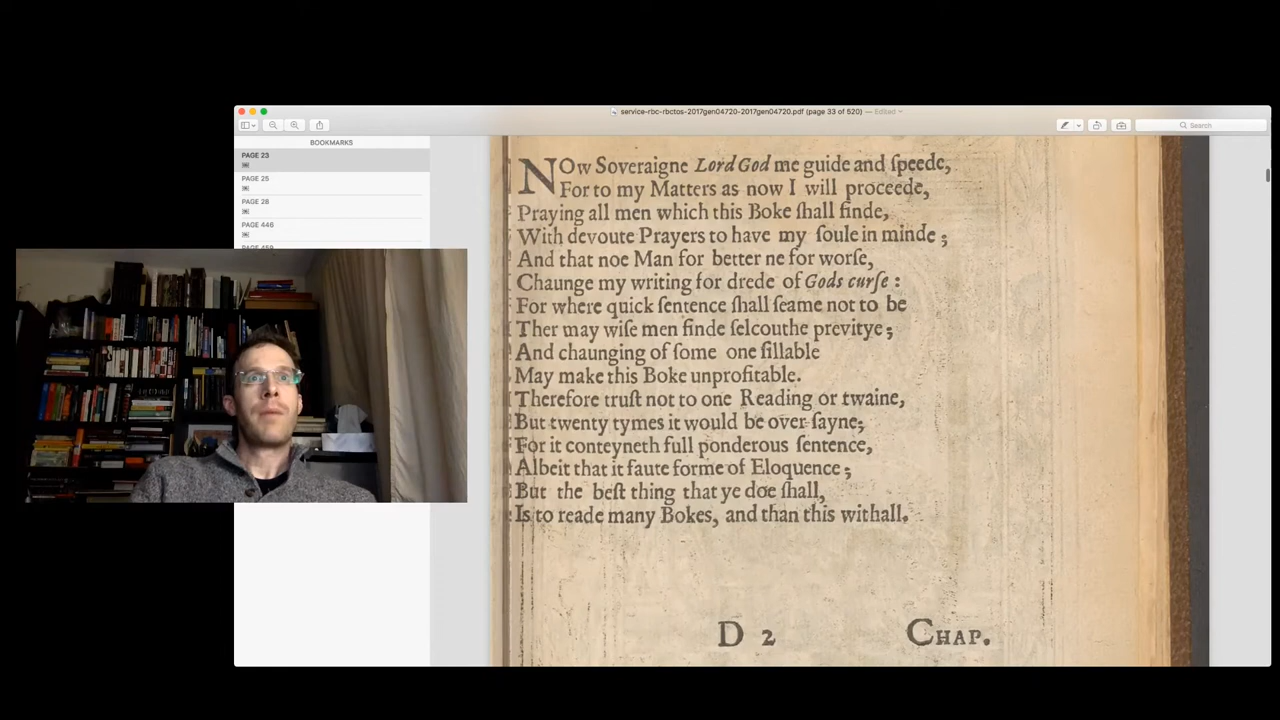 service-rbc-rbctos-2017gen04720-2017gen04720.pdf (page 33 of 520) — Edited
Search
BOOKMARKS
PAGE 23
PAGE 25
PAGE 28
PAGE 446
PAGE 459
NOw Soveraigne Lord God me guide and ſpeede,
For to my Matters as now I will proceede,
Praying all men which this Boke ſhall finde,
With devoute Prayers to have my ſoule in minde ;
And that noe Man for better ne for worſe,
Chaunge my writing for drede of Gods curſe :
For where quick ſentence ſhall ſeame not to be
Ther may wiſe men finde ſelcouthe previtye ;
And chaunging of ſome one ſillable
May make this Boke unprofitable.
Therefore truſt not to one Reading or twaine,
But twenty tymes it would be over ſayne;
For it conteyneth full ponderous ſentence,
Albeit that it faute forme of Eloquence ;
But the beſt thing that ye doe ſhall,
Is to reade many Bokes, and than this withall.
D 2 CHAP.